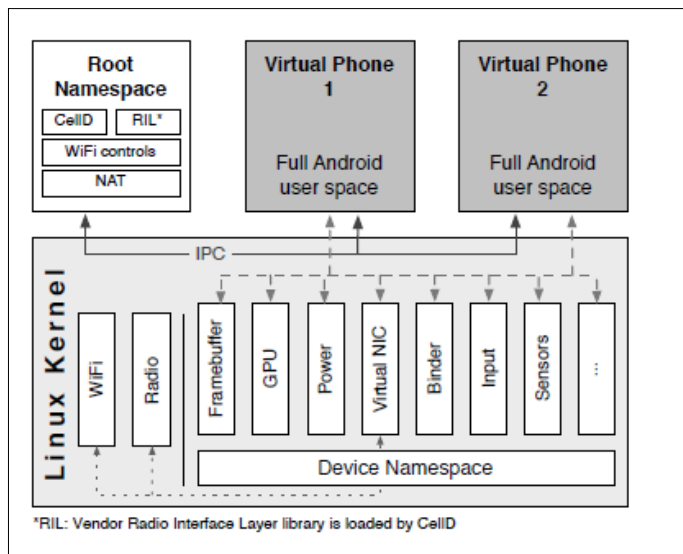 Root
Namespace
CellD
RIL*
WiFi controls
NAT
Virtual Phone
1
Full Android
user space
Virtual Phone
2
Full Android
user space
IPC
Linux Kernel
WiFi
Radio
Framebuffer
GPU
Power
Virtual NIC
Binder
Input
Sensors
...
Device Namespace
*RIL: Vendor Radio Interface Layer library is loaded by CellD